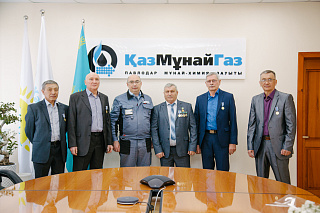 ҚазМұнайГаз
ПАВЛОДАР МҰНАЙ-ХИМИЯ ЗАУЫТЫ